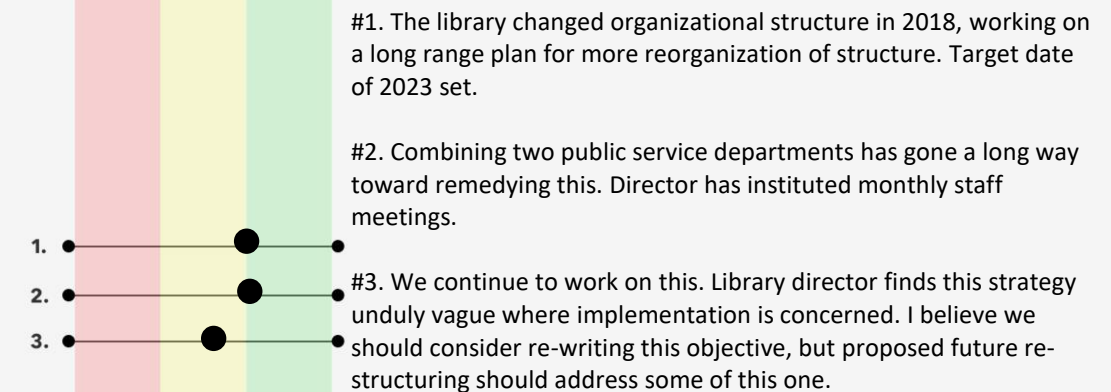 #1. The library changed organizational structure in 2018, working on
a long range plan for more reorganization of structure. Target date
of 2023 set.
#2. Combining two public service departments has gone a long way
toward remedying this. Director has instituted monthly staff
meetings.
1.
2.
3.
#3. We continue to work on this. Library director finds this strategy
unduly vague where implementation is concerned. I believe we
should consider re-writing this objective, but proposed future re-
structuring should address some of this one.